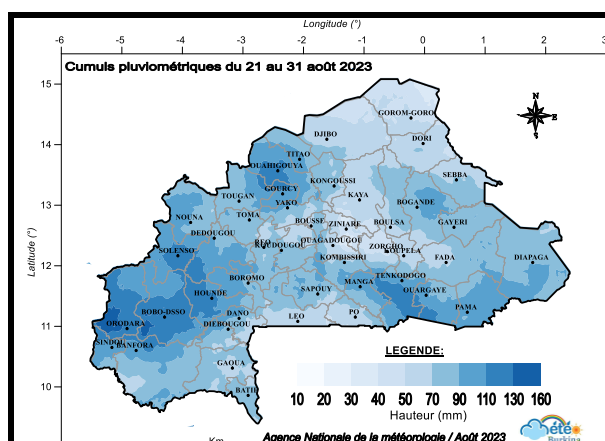 Longitude (°)
-6 -5 -4 -3 -2 -1 0 1 2 3
Cumuls pluviométriques du 21 au 31 août 2023
15
N
GOROM-GORO
E
S
DJIBO
DORI
14
TITAO
OUAHIGOUYA
SEBBA
KONGOUSSI
GOURCY
KAYA
TOUGAN
YAKO
BOGANDE
13
NOUNA
TOMA
BOUSSE
ZINIARE
BOULSA
GAYERI
DEDOUGOU
REO
KOUDOUGOU
OUAGADOUGOU
ZORGHO
KOUPELA
SOLENSO
KOMBISSIRI
FADA
DIAPAGA
12
Latitude (°)
BOROMO
TENKODOGO
HOUNDE
SAPOUY
MANGA
OUARGAYE
BOBO-DSSO
DANO
LEO
PO
PAMA
ORODARA
DIEBOUGOU
11
SINDOU
BANFORA
LEGENDE:
GAOUA
10
BATIE
10 20 30 50 70 90 110 130 160
Hauteur (mm)
Km
Agence Nationale de la météorologie / Août 2023
été
Burkina